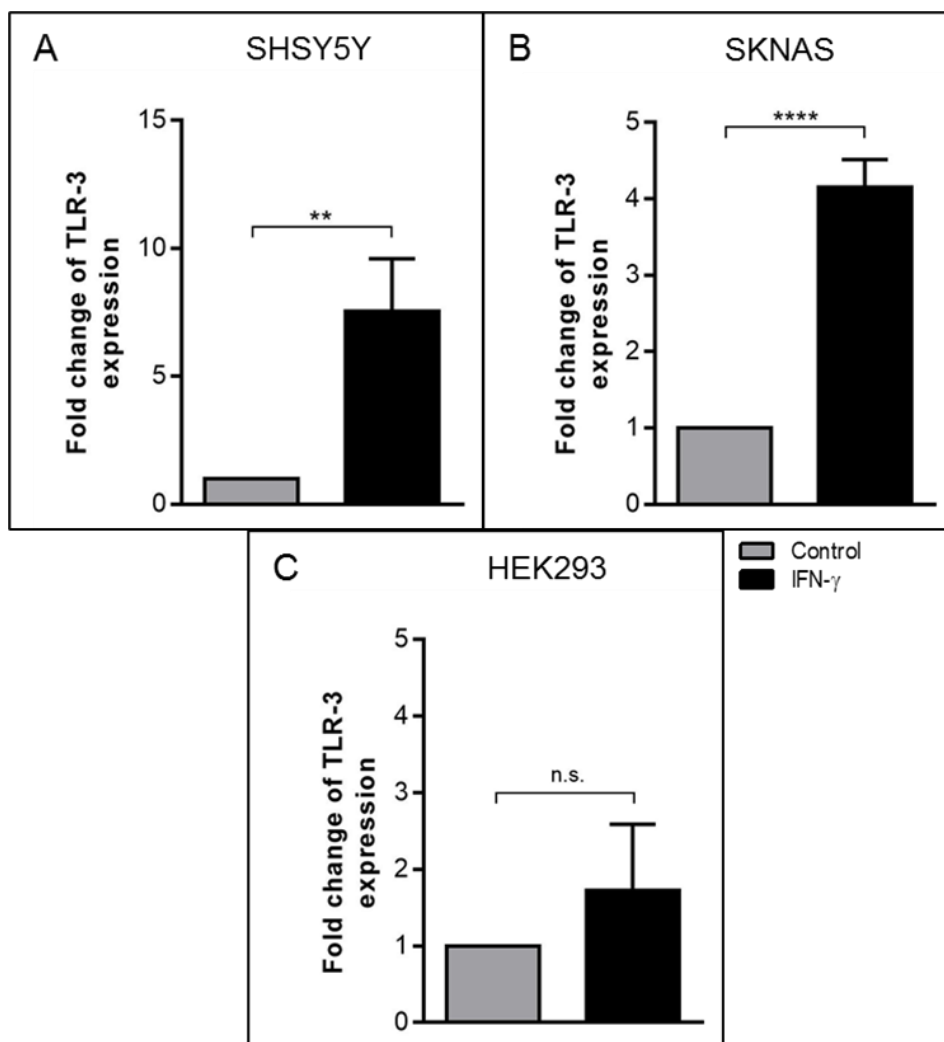 A
SHSY5Y
Fold change of TLR-3
expression
15
10
5
0
**
B
SKNAS
Fold change of TLR-3
expression
5
4
3
2
1
0
****
C
HEK293
Fold change of TLR-3
expression
5
4
3
2
1
0
n.s.
Control
IFN-γ